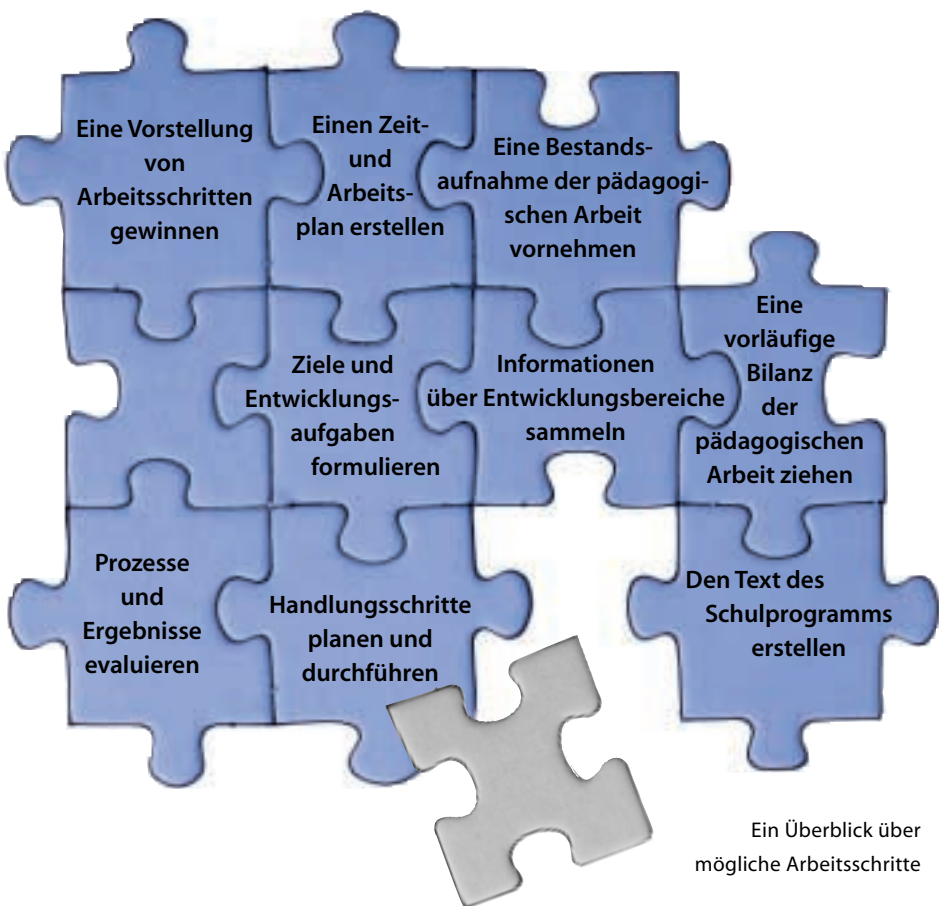 Eine Vorstellung
von
Arbeitsschritten
gewinnen
Einen Zeit-
und
Arbeits-
plan erstellen
Eine Bestands-
aufnahme der pädagogi-
schen Arbeit
vornehmen
Ziele und
Entwicklungs-
aufgaben
formulieren
Informationen
über Entwicklungsbereiche
sammeln
Eine
vorläufige
Bilanz
der
pädagogischen
Arbeit ziehen
Prozesse
und
Ergebnisse
evaluieren
Handlungsschritte
planen und
durchführen
Den Text des
Schulprogramms
erstellen
Ein Überblick über
mögliche Arbeitsschritte